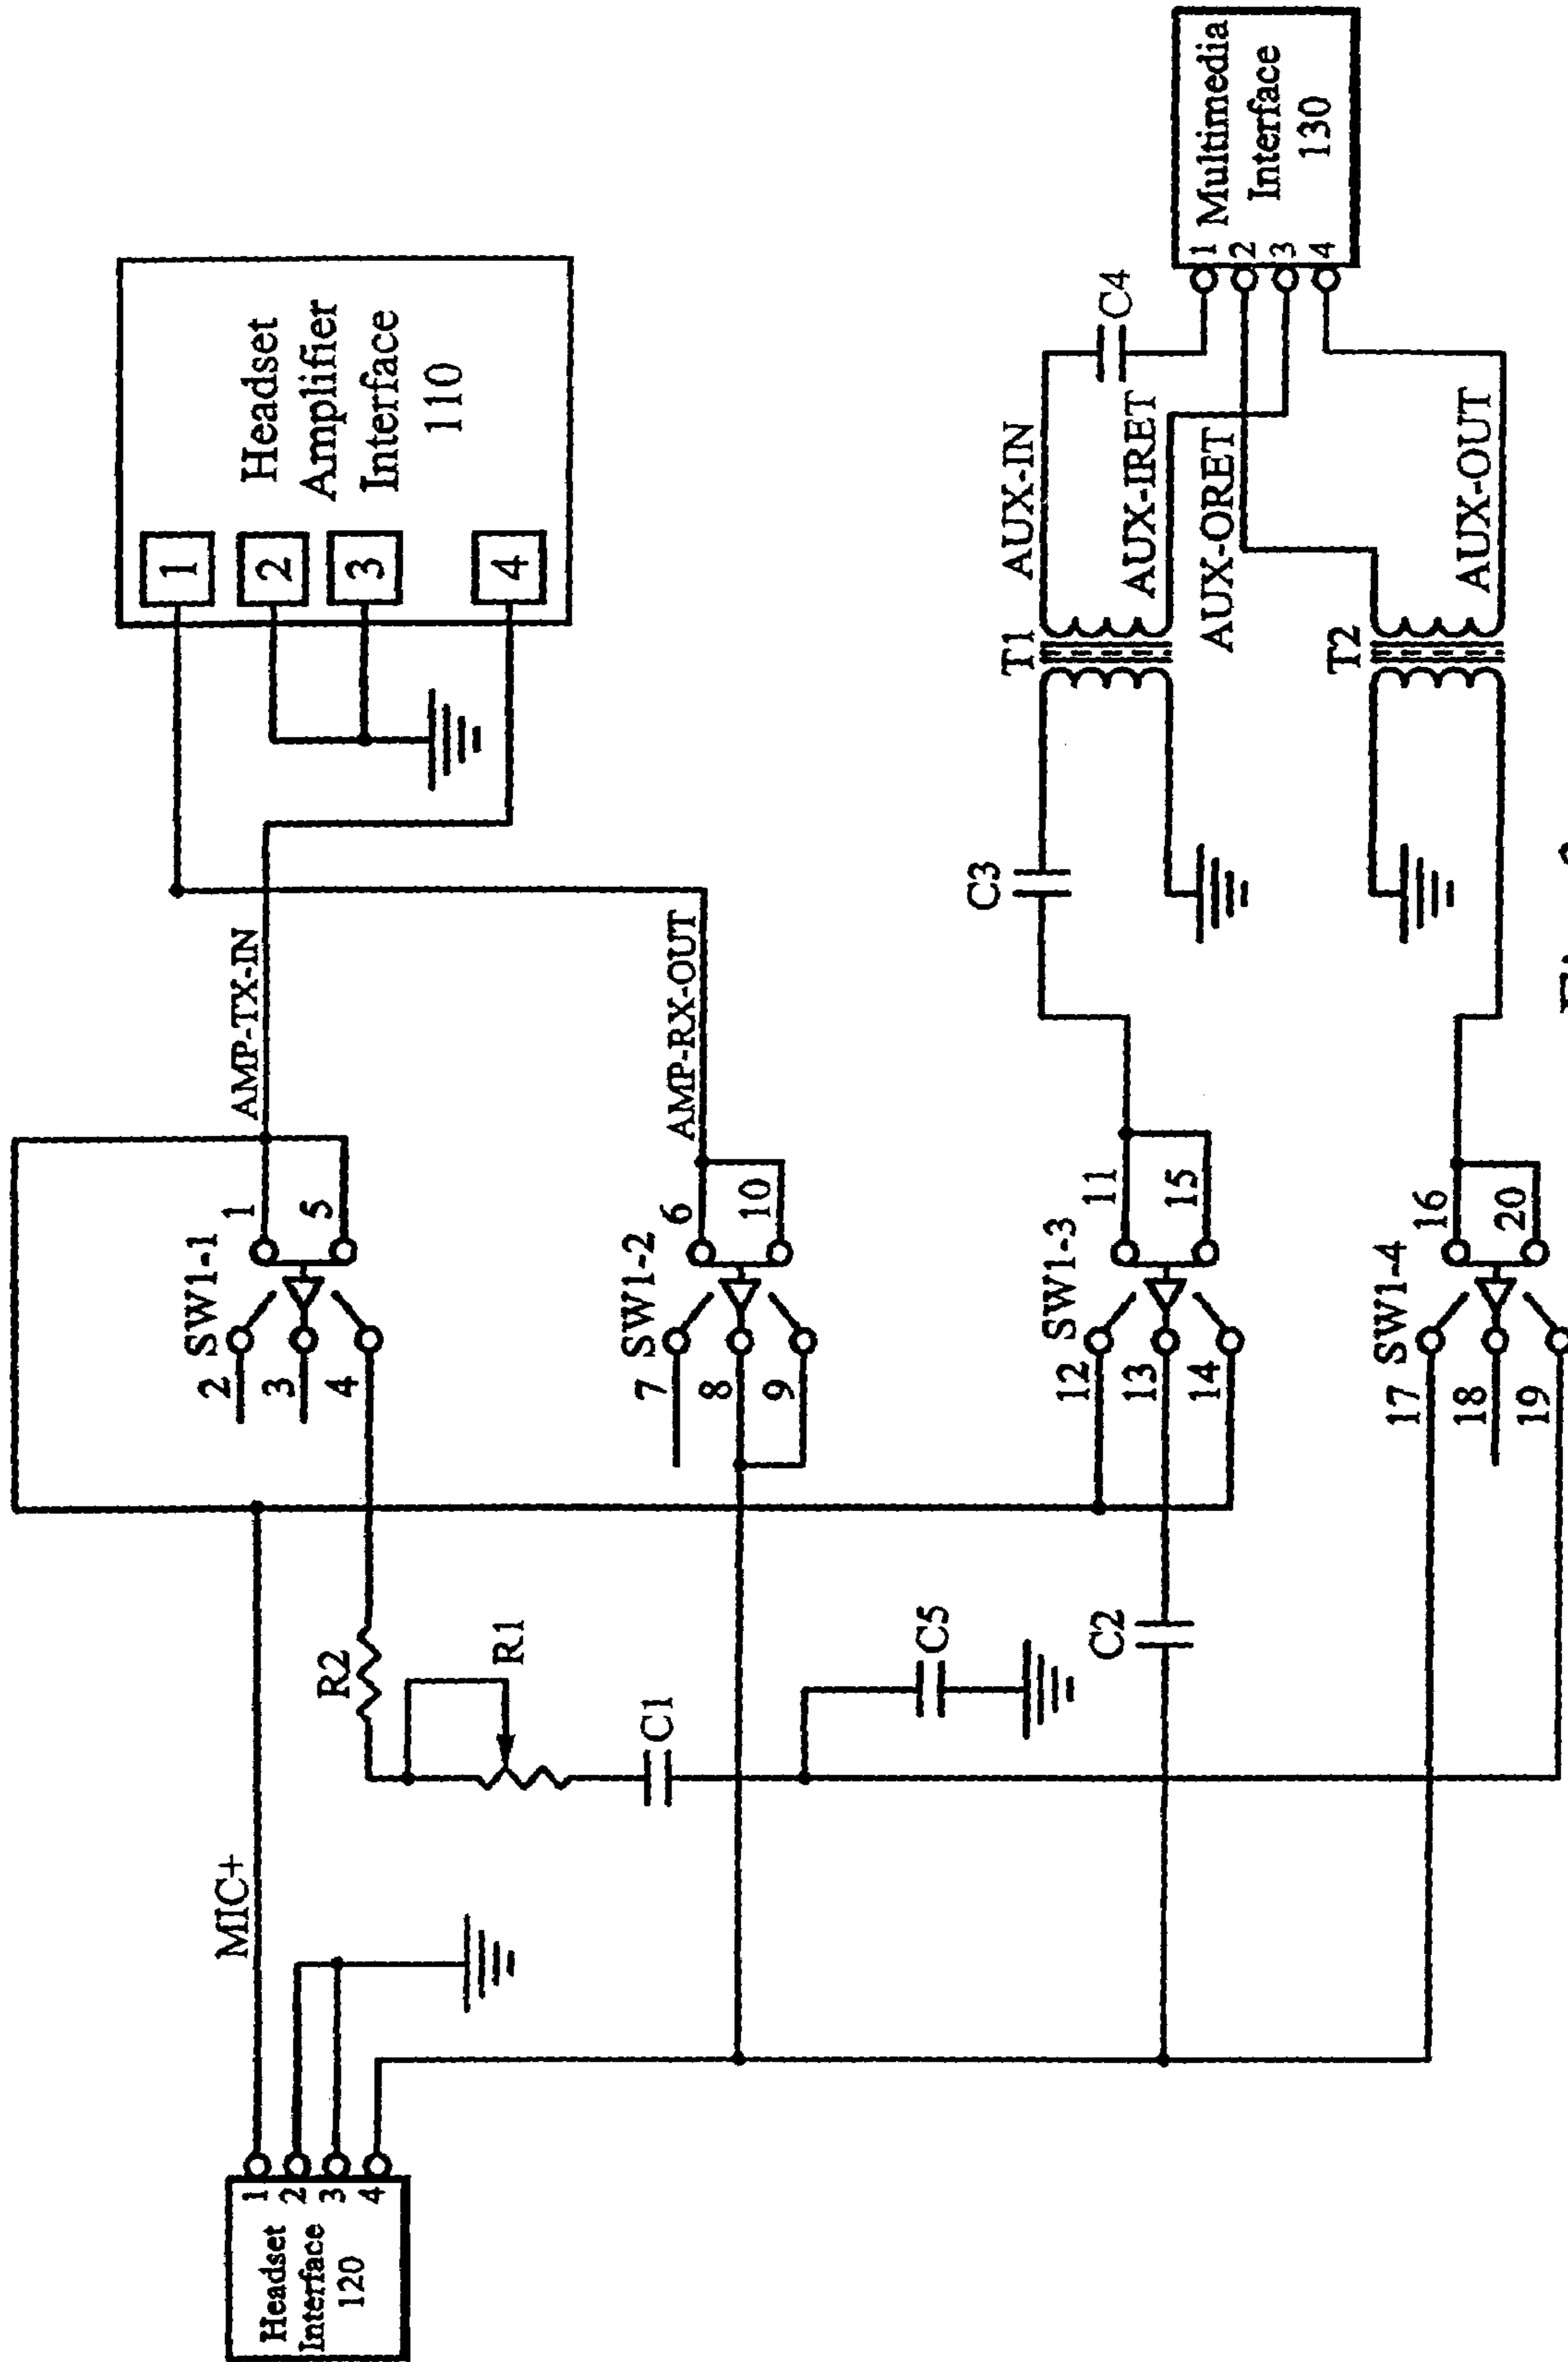 Headset
Interface
120
1
2
3
4
MIC+
R2
R1
C1
C5
C2
SW1-1
1
5
2
3
4
SW1-2
6
10
7
8
9
SW1-3
11
15
12
13
14
SW1-4
16
20
17
18
19
AMP-TX-IN
AMP-RX-OUT
1
2
3
4
Headset
Amplifier
Interface
110
C3
T1
T2
AUX-IN
AUX-IRET
AUX-ORET
AUX-OUT
C4
1
2
3
4
Multimedia
Interface
130